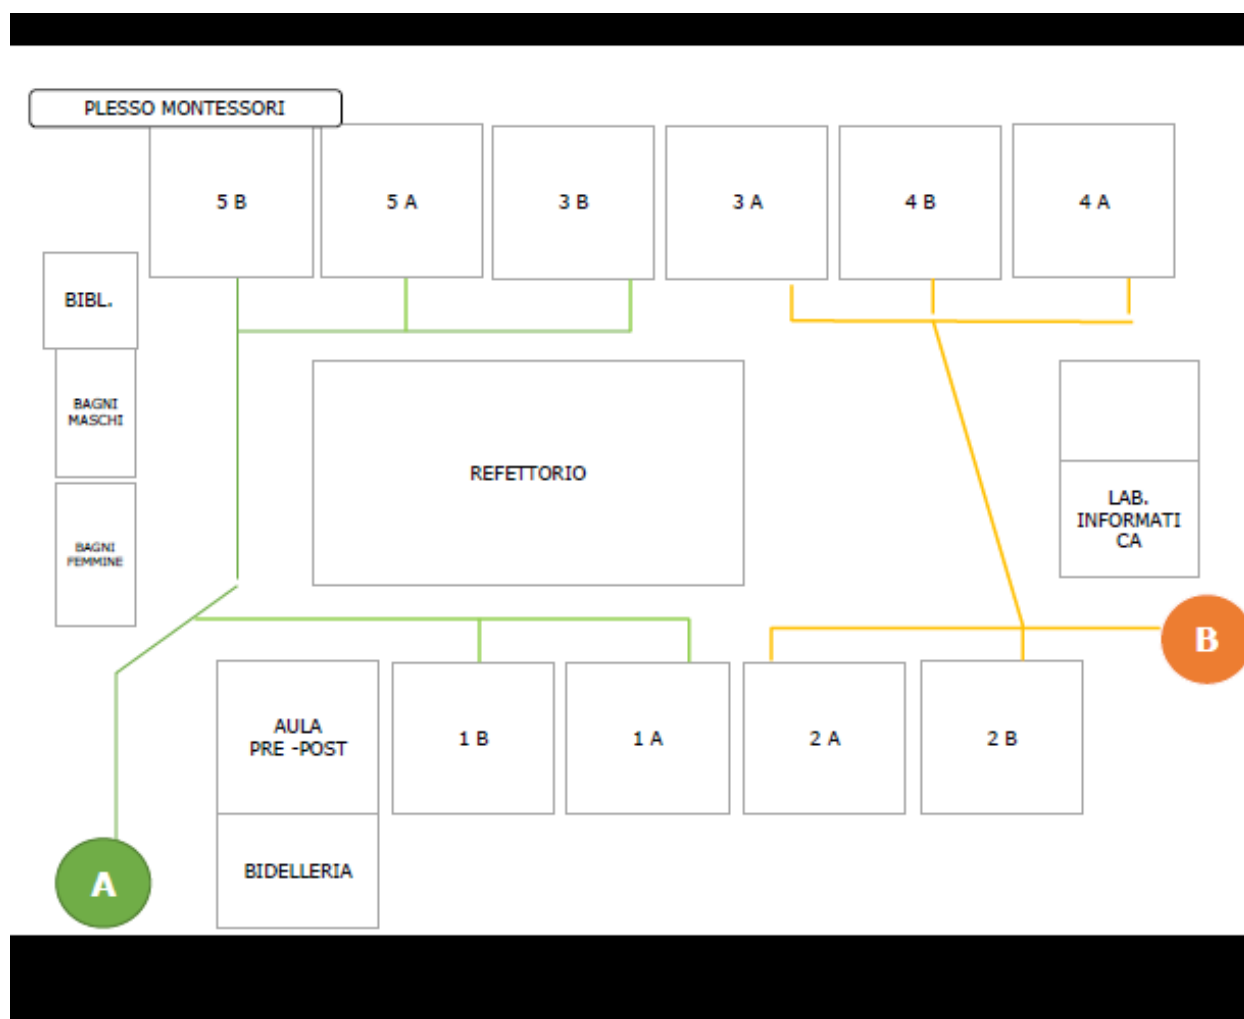 PLESSO MONTESSORI
5 B
5 A
3 B
3 A
4 B
4 A
BIBL.
BAGNI
MASCHI
BAGNI
FEMMINE
REFETTORIO
LAB.
INFORMATI
CA
B
AULA
PRE -POST
1 B
1 A
2 A
2 B
A
BIDELLERIA